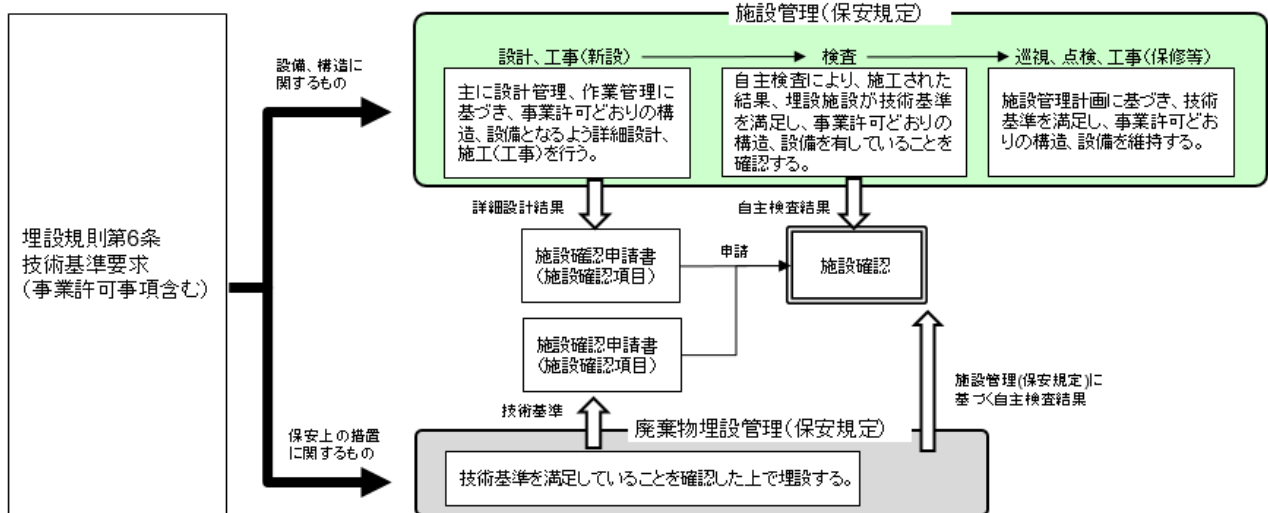 埋設規則第6条
技術基準要求
(事業許可事項含む)
設備、構造に
関するもの
保安上の措置
に関するもの
施設管理(保安規定)
設計、工事(新設)
検査
巡視、点検、工事(保修等)
主に設計管理、作業管理に
基づき、事業許可どおりの構
造、設備となるよう詳細設計、
施工(工事)を行う。
自主検査により、施工された
結果、埋設施設が技術基準
を満足し、事業許可どおりの
構造、設備を有していることを
確認する。
施設管理計画に基づき、技術
基準を満足し、事業許可どお
りの構造、設備を維持する。
詳細設計結果
自主検査結果
施設確認申請書
(施設確認項目)
申請
施設確認
施設確認申請書
(施設確認項目)
技術基準
施設管理(保安規定)に
基づく自主検査結果
廃棄物埋設管理(保安規定)
技術基準を満足していることを確認した上で埋設する。